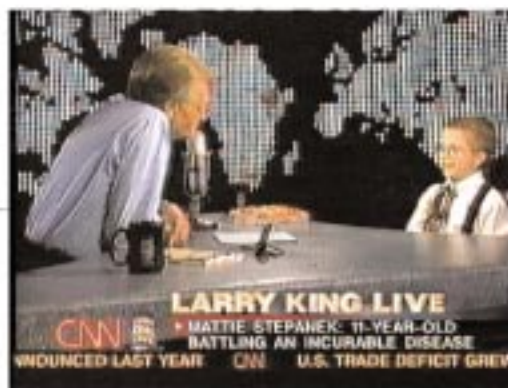 LARRY KING LIVE
CNN
MATTIE STEPANEK: 11-YEAR-OLD
BATTLING AN INCURABLE DISEASE
NNOUNCED LAST YEAR CNN U.S. TRADE DEFICIT GREW